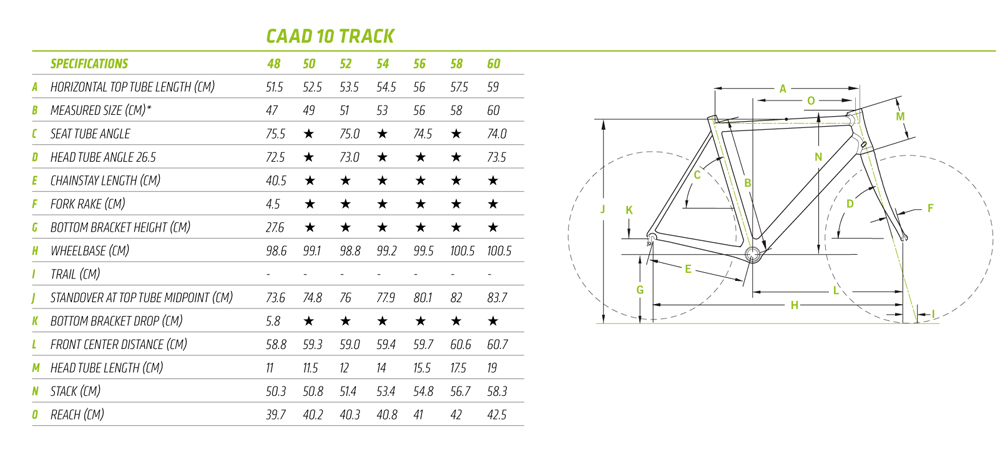 CAAD 10 TRACK
SPECIFICATIONS 48 50 52 54 56 58 60
A HORIZONTAL TOP TUBE LENGTH (CM) 51.5 52.5 53.5 54.5 56 57.5 59
B MEASURED SIZE (CM)* 47 49 51 53 56 58 60
C SEAT TUBE ANGLE 75.5 ★ 75.0 ★ 74.5 ★ 74.0
D HEAD TUBE ANGLE 26.5 72.5 ★ 73.0 ★ ★ ★ 73.5
E CHAINSTAY LENGTH (CM) 40.5 ★ ★ ★ ★ ★ ★
F FORK RAKE (CM) 4.5 ★ ★ ★ ★ ★ ★
G BOTTOM BRACKET HEIGHT (CM) 27.6 ★ ★ ★ ★ ★ ★
H WHEELBASE (CM) 98.6 99.1 98.8 99.2 99.5 100.5 100.5
I TRAIL (CM) - - - - - - -
J STANDOVER AT TOP TUBE MIDPOINT (CM) 73.6 74.8 76 77.9 80.1 82 83.7
K BOTTOM BRACKET DROP (CM) 5.8 ★ ★ ★ ★ ★ ★
L FRONT CENTER DISTANCE (CM) 58.8 59.3 59.0 59.4 59.7 60.6 60.7
M HEAD TUBE LENGTH (CM) 11 11.5 12 14 15.5 17.5 19
N STACK (CM) 50.3 50.8 51.4 53.4 54.8 56.7 58.3
O REACH (CM) 39.7 40.2 40.3 40.8 41 42 42.5
A
O
M
N
C
B
D
J
K
F
E
G
L
H
I